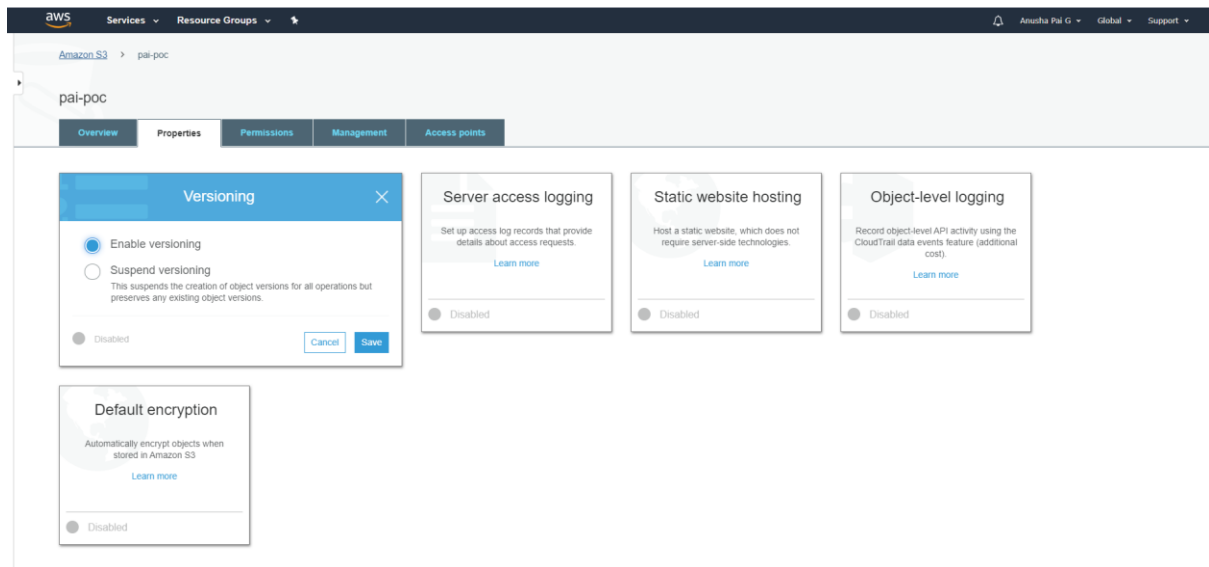 aws
Services
Resource Groups
Anusha Pai G
Global
Support
Amazon S3 > pai-poc
pai-poc
Overview
Properties
Permissions
Management
Access points
Versioning
Enable versioning
Suspend versioning
This suspends the creation of object versions for all operations but
preserves any existing object versions.
Disabled
Cancel
Save
Server access logging
Set up access log records that provide
details about access requests.
Learn more
Disabled
Static website hosting
Host a static website, which does not
require server-side technologies.
Learn more
Disabled
Object-level logging
Record object-level API activity using the
CloudTrail data events feature (additional
cost).
Learn more
Disabled
Default encryption
Automatically encrypt objects when
stored in Amazon S3
Learn more
Disabled